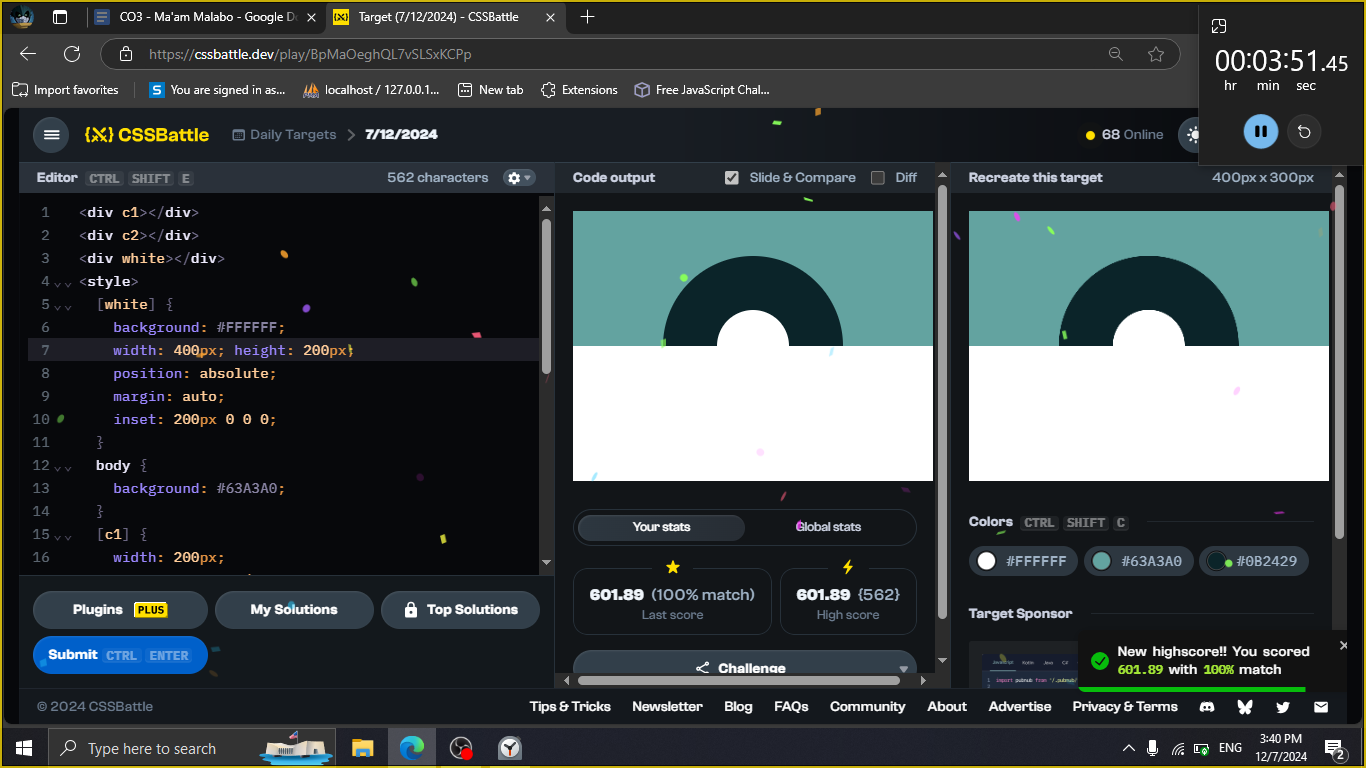 CO3 - Ma'am Malabo - Google Do
Target (7/12/2024) - CSSBattle
https://cssbattle.dev/play/BpMaOeghQL7vSLSxKCPp
Import favorites
You are signed in as...
localhost / 127.0.0.1...
New tab
Extensions
Free JavaScript Chal...
00:03:51.45
hr min sec
CSSBattle
Daily Targets
7/12/2024
68 Online
Editor CTRL SHIFT E
562 characters
Code output
Slide & Compare
Diff
Recreate this target
400px x 300px
1 <div c1></div>
2 <div c2></div>
3 <div white></div>
4 <style>
5 [white] {
6 background: #FFFFFF;
7 width: 400px; height: 200px;
8 position: absolute;
9 margin: auto;
10 inset: 200px 0 0 0;
11 }
12 body {
13 background: #63A3A0;
14 }
15 [c1] {
16 width: 200px;
Your stats
Global stats
601.89 (100% match)
Last score
601.89 {562}
High score
Challenge
Colors CTRL SHIFT C
#FFFFFF
#63A3A0
#0B2429
Target Sponsor
JavaScript Kotlin Java C#
1 import pubnub from '/.pubnub/
Plugins PLUS
My Solutions
Top Solutions
Submit CTRL ENTER
New highscore!! You scored
601.89 with 100% match
© 2024 CSSBattle
Tips & Tricks
Newsletter
Blog
FAQs
Community
About
Advertise
Privacy & Terms
Type here to search
ENG
3:40 PM
12/7/2024
2